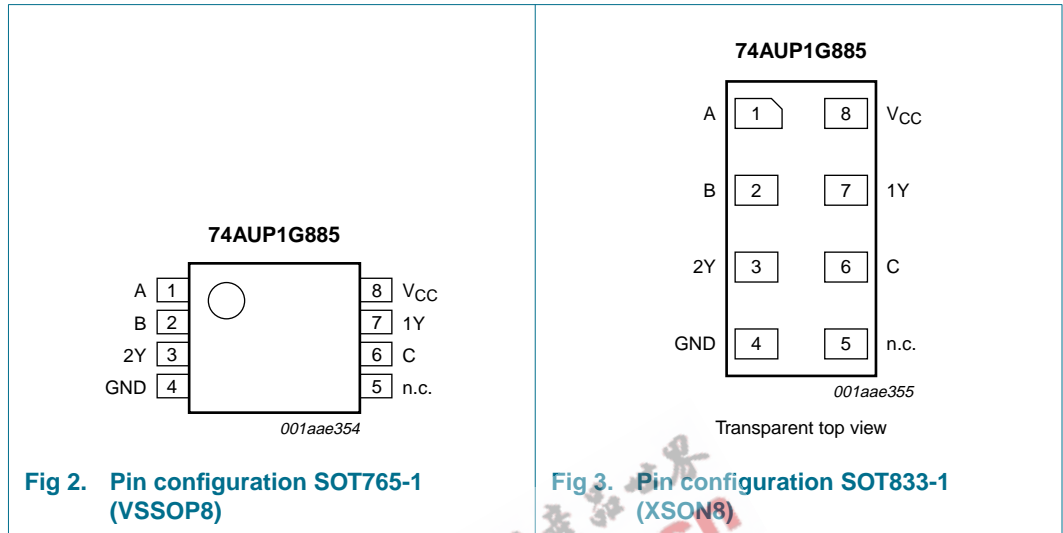 74AUP1G885
A 1 8 VCC
B 2 7 1Y
2Y 3 6 C
GND 4 5 n.c.
001aae354
Fig 2. Pin configuration SOT765-1
(VSSOP8)
74AUP1G885
A 1 8 VCC
B 2 7 1Y
2Y 3 6 C
GND 4 5 n.c.
001aae355
Transparent top view
Fig 3. Pin configuration SOT833-1
(XSON8)